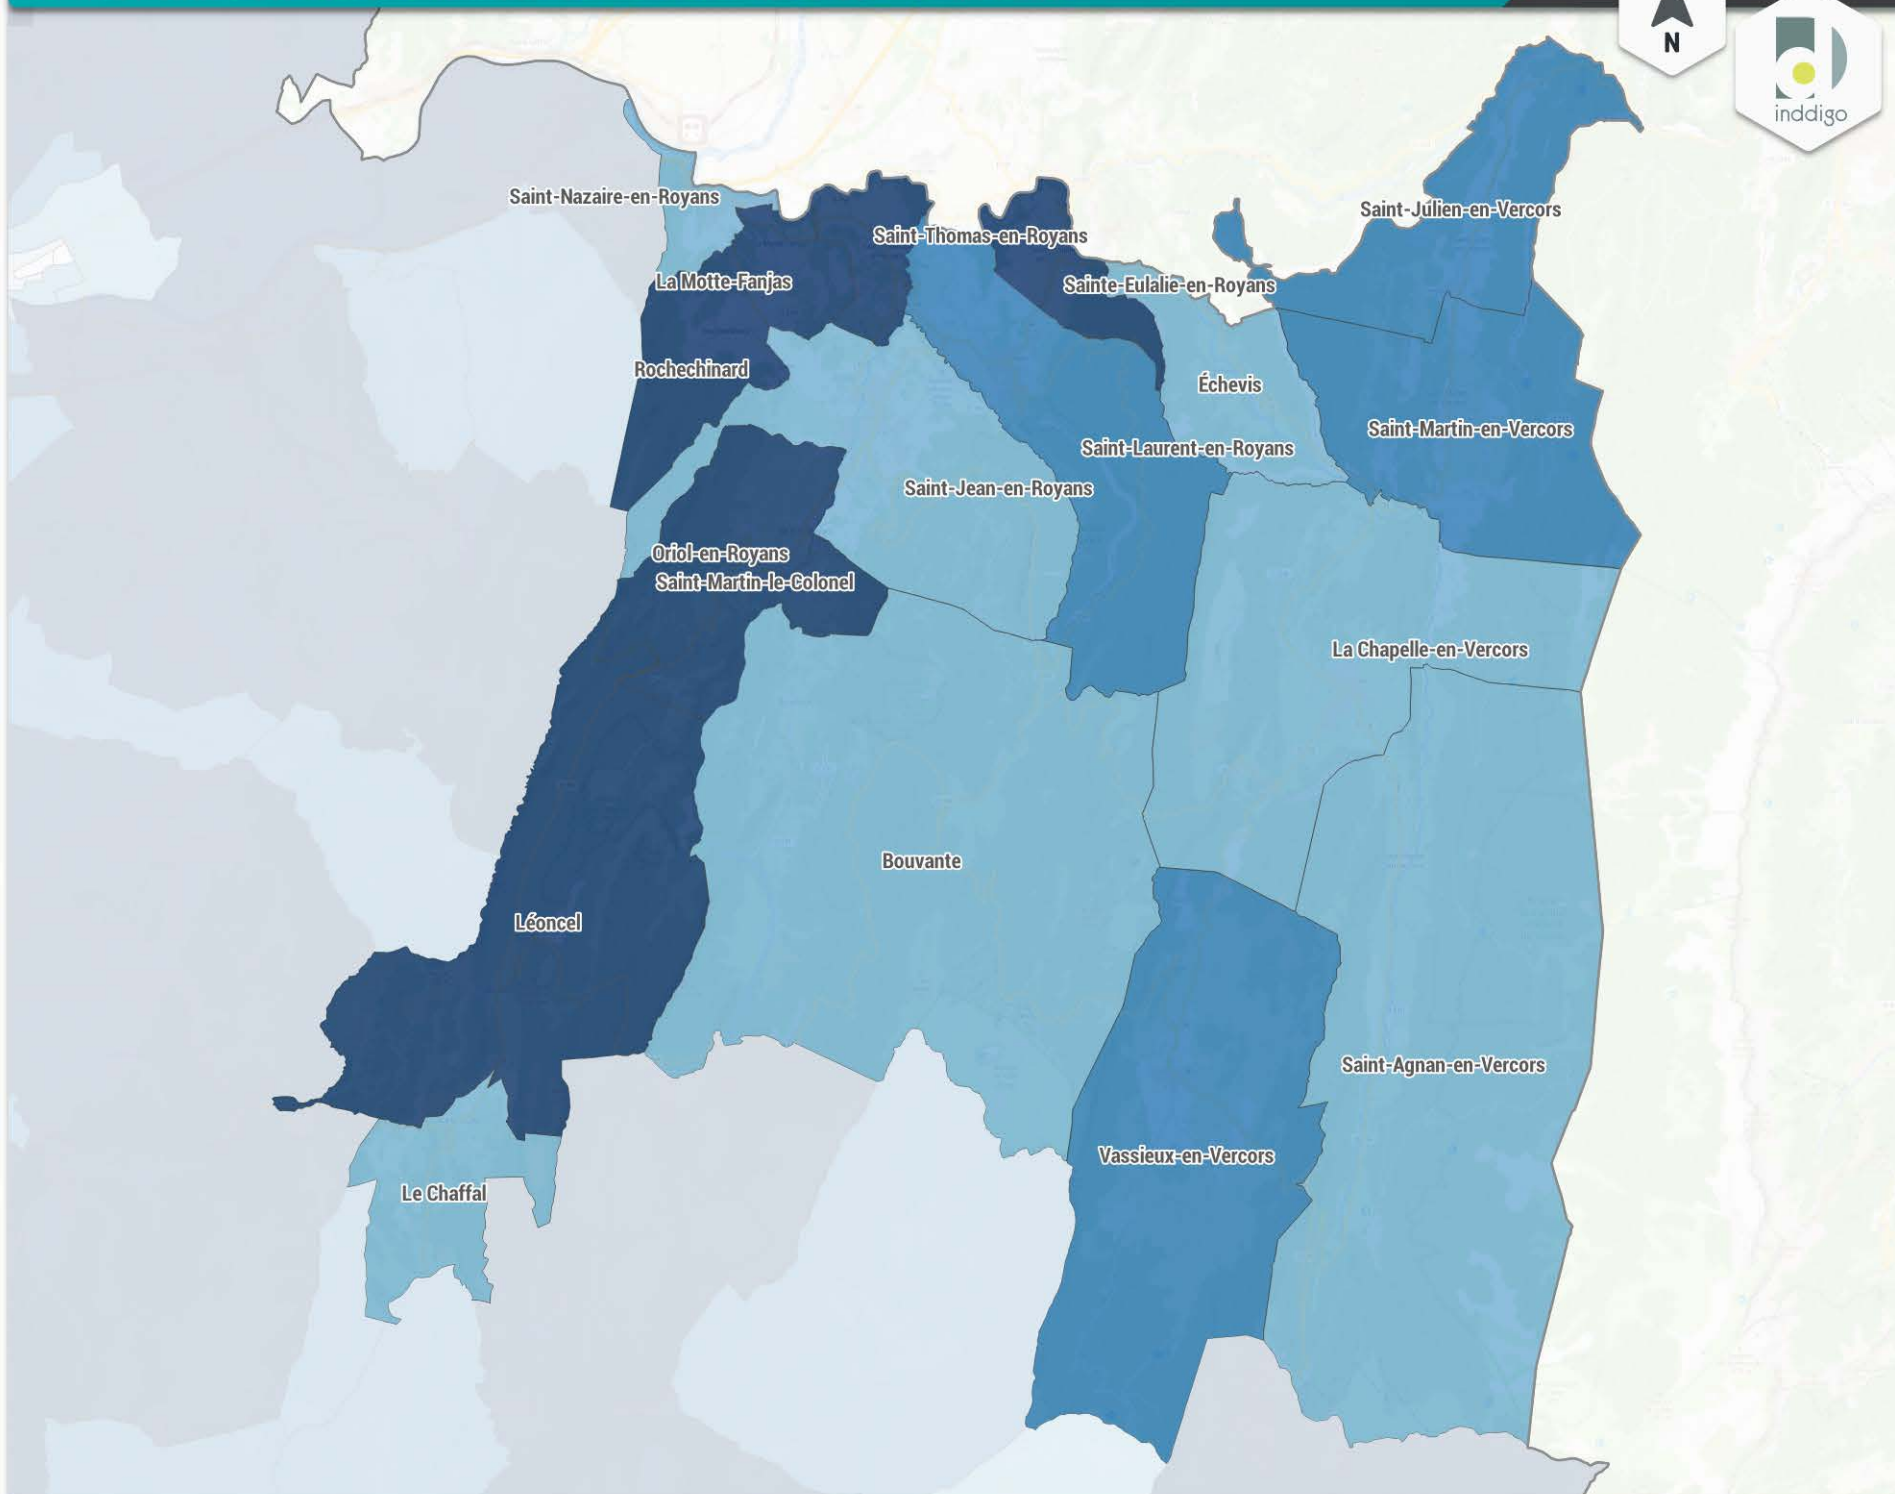 N
inddigo
Saint-Nazaire-en-Royans
Saint-Julien-en-Vercors
Saint-Thomas-en-Royans
La Motte-Fanjas
Sainte-Eulalie-en-Royans
Rochechinard
Échevis
Saint-Martin-en-Vercors
Saint-Laurent-en-Royans
Saint-Jean-en-Royans
Oriol-en-Royans
Saint-Martin-le-Colonel
La Chapelle-en-Vercors
Bouvante
Léoncel
Saint-Agnan-en-Vercors
Vassieux-en-Vercors
Le Chaffal